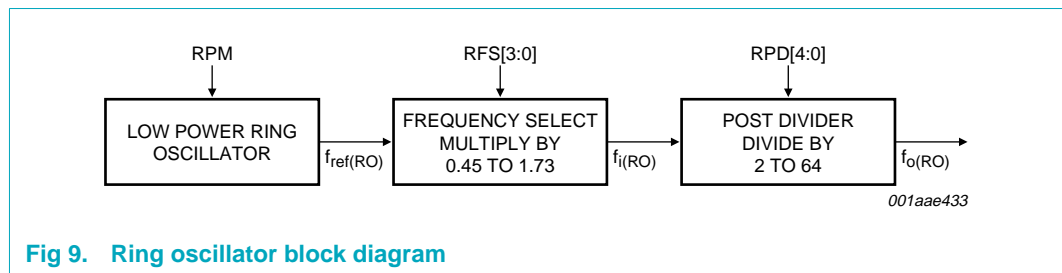 RPM
RFS[3:0]
RPD[4:0]
LOW POWER RING
OSCILLATOR
fref(RO)
FREQUENCY SELECT
MULTIPLY BY
0.45 TO 1.73
fi(RO)
POST DIVIDER
DIVIDE BY
2 TO 64
fo(RO)
001aae433
Fig 9. Ring oscillator block diagram